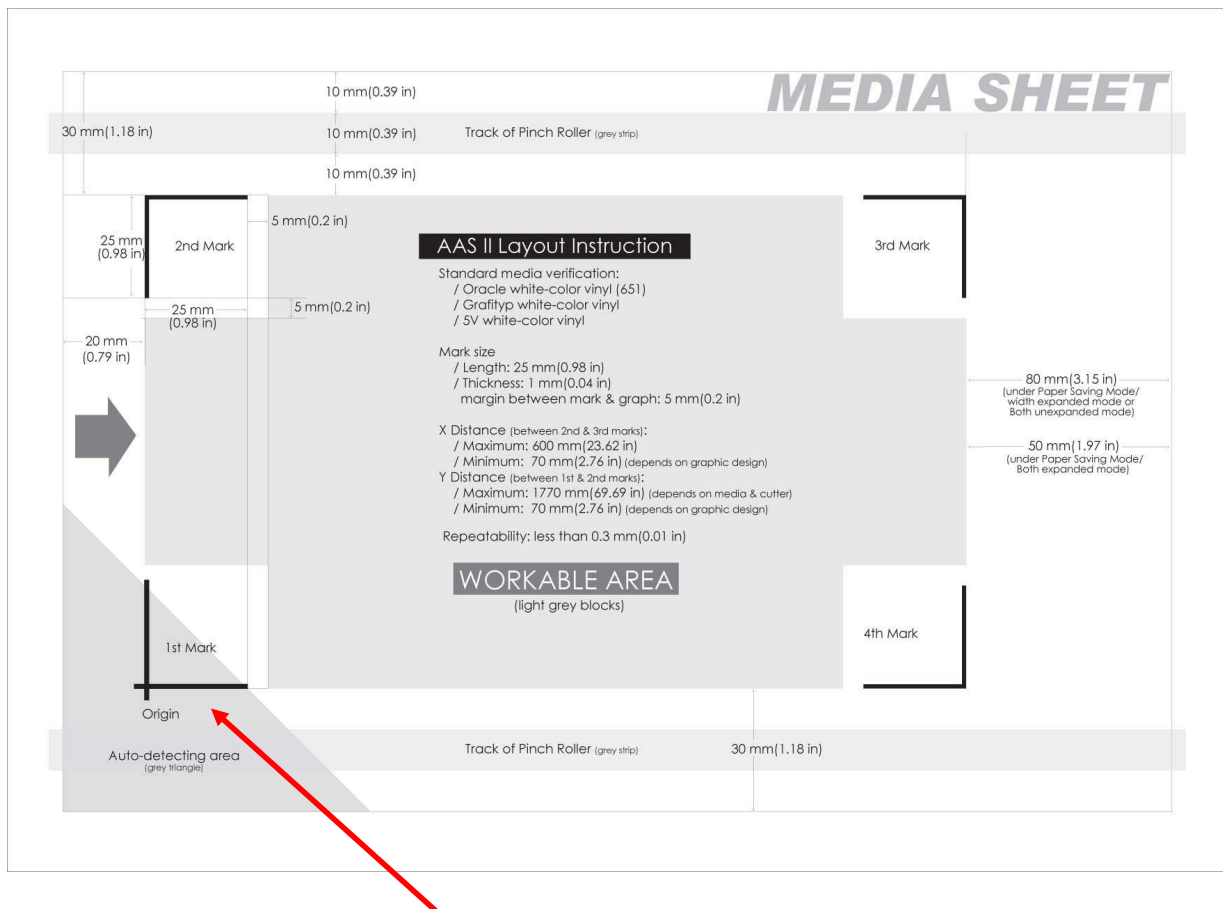 MEDIA SHEET
10 mm(0.39 in)
30 mm(1.18 in)
10 mm(0.39 in)
Track of Pinch Roller (grey strip)
10 mm(0.39 in)
5 mm(0.2 in)
25 mm
(0.98 in)
2nd Mark
3rd Mark
AAS II Layout Instruction
Standard media verification:
/ Oracle white-color vinyl (651)
/ Grafityp white-color vinyl
/ 5V white-color vinyl
25 mm
(0.98 in)
5 mm(0.2 in)
20 mm
(0.79 in)
Mark size
/ Length: 25 mm(0.98 in)
/ Thickness: 1 mm(0.04 in)
margin between mark & graph: 5 mm(0.2 in)
80 mm(3.15 in)
(under Paper Saving Mode/
width expanded mode or
Both unexpanded mode)
X Distance (between 2nd & 3rd marks):
/ Maximum: 600 mm(23.62 in)
/ Minimum: 70 mm(2.76 in) (depends on graphic design)
Y Distance (between 1st & 2nd marks):
/ Maximum: 1770 mm(69.69 in) (depends on media & cutter)
/ Minimum: 70 mm(2.76 in) (depends on graphic design)
50 mm(1.97 in)
(under Paper Saving Mode/
Both expanded mode)
Repeatability: less than 0.3 mm(0.01 in)
WORKABLE AREA
(light grey blocks)
1st Mark
4th Mark
Origin
Auto-detecting area
(grey triangle)
Track of Pinch Roller (grey strip)
30 mm(1.18 in)